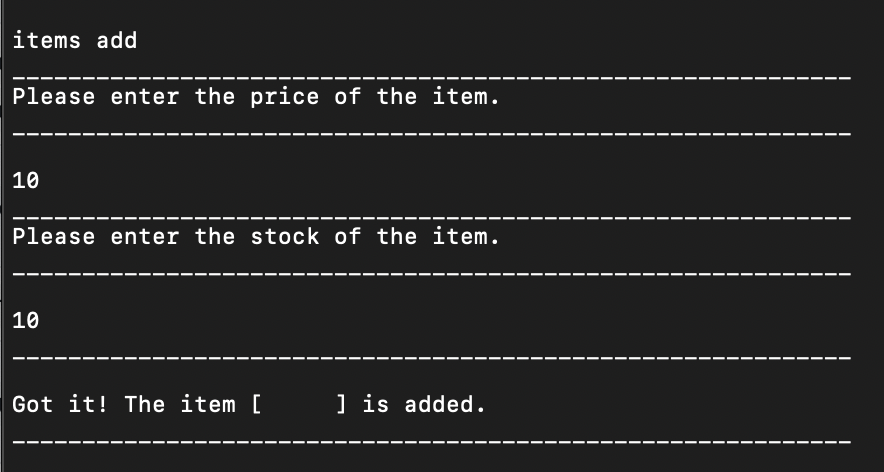 items add
____________________________________________________________
Please enter the price of the item.
____________________________________________________________
10
____________________________________________________________
Please enter the stock of the item.
____________________________________________________________
10
____________________________________________________________
Got it! The item [     ] is added.
____________________________________________________________